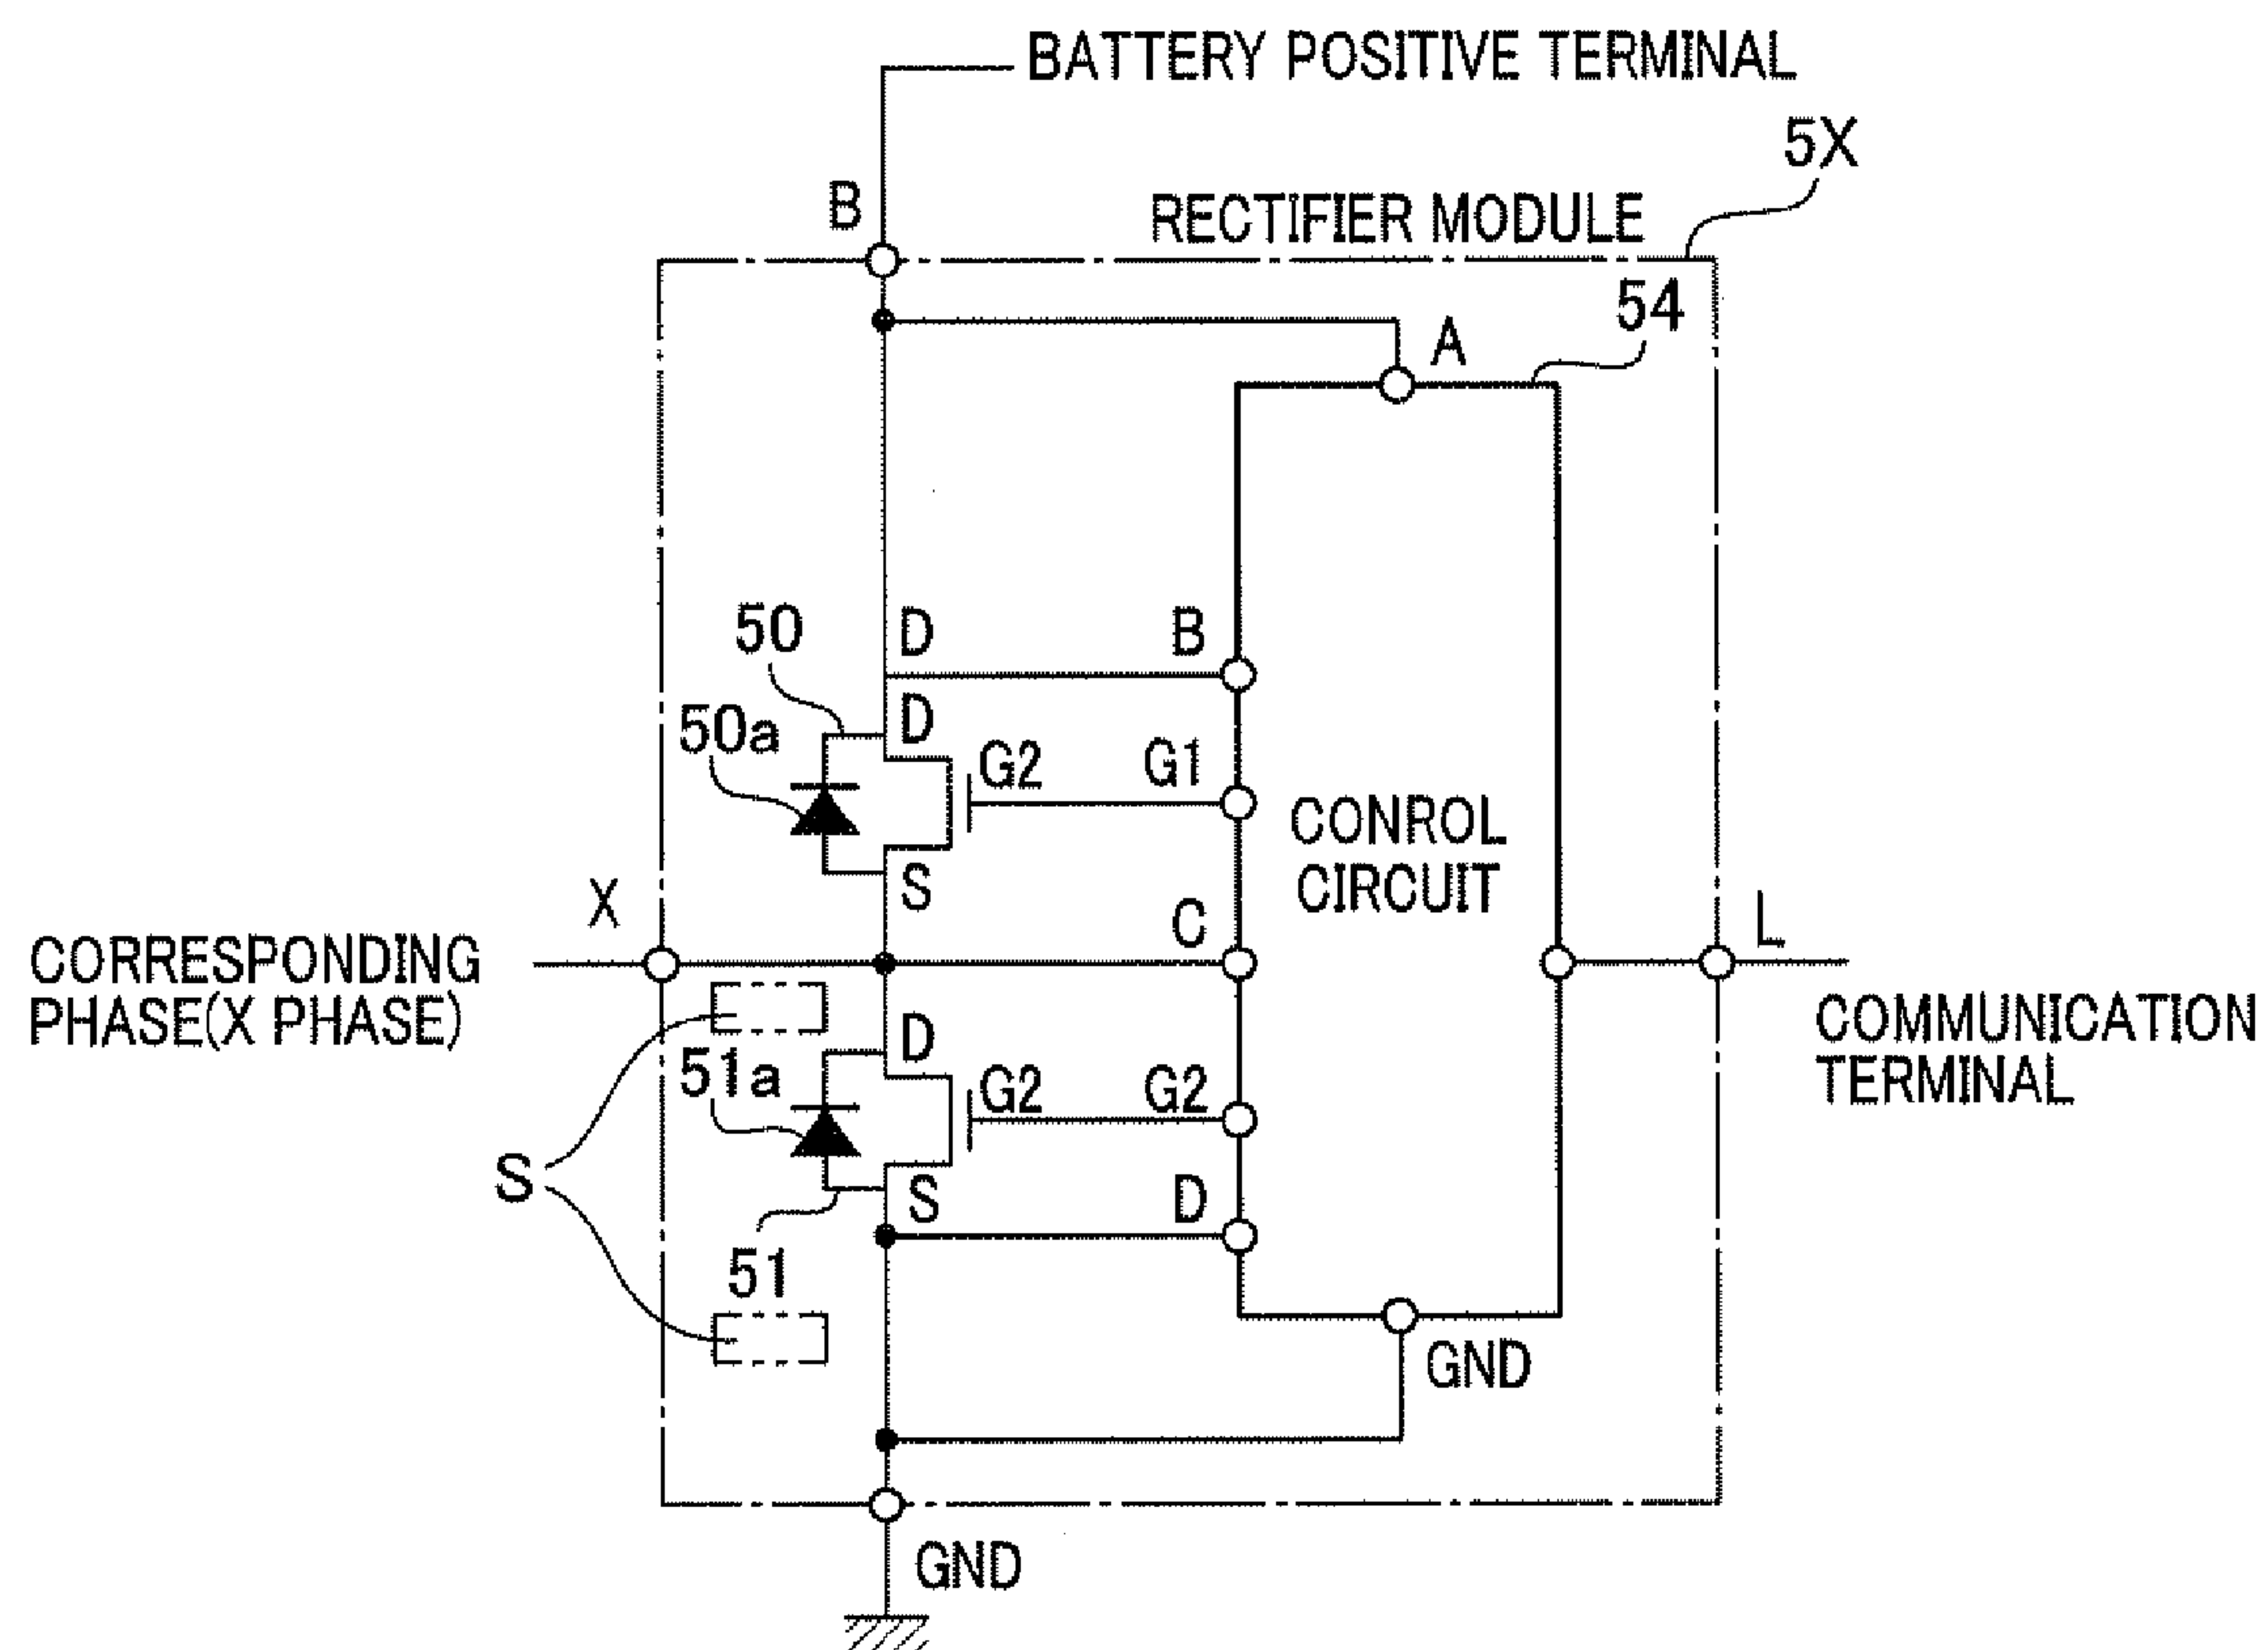 BATTERY POSITIVE TERMINAL
5X
B
RECTIFIER MODULE
54
A
50
D
B
50a
D
G2
G1
CONROL
CIRCUIT
S
X
C
L
CORRESPONDING
PHASE(X PHASE)
COMMUNICATION
TERMINAL
D
51a
G2
G2
S
S
D
51
GND
GND